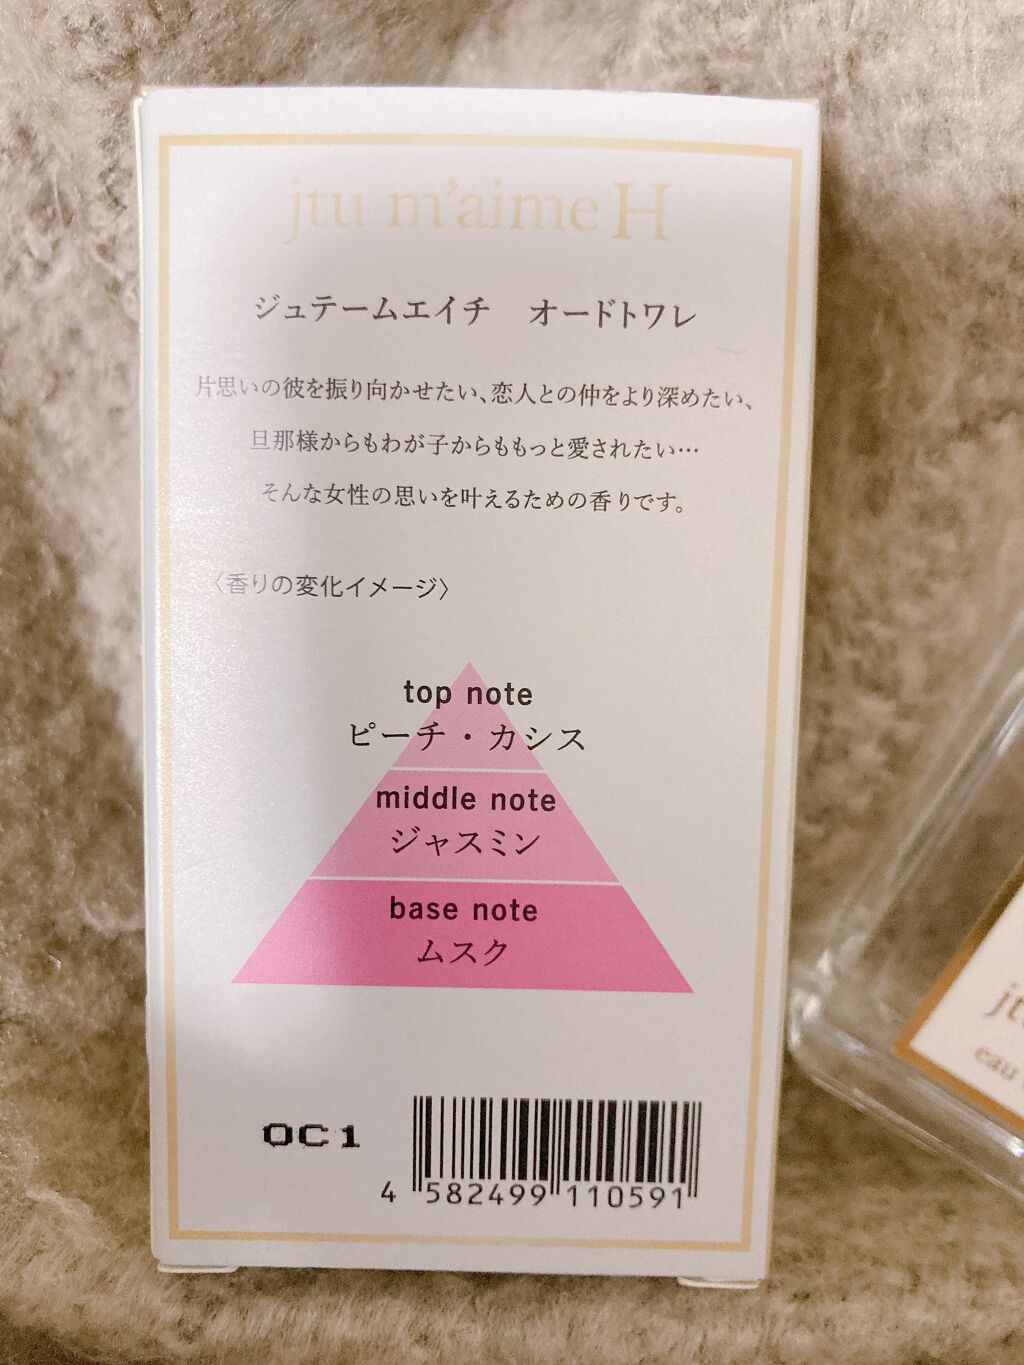 jtu m'aime H
ジュテームエイチ　オードトワレ
片思いの彼を振り向かせたい、恋人との仲をより深めたい、
旦那様からもわが子からももっと愛されたい…
そんな女性の思いを叶えるための香りです。
〈香りの変化イメージ〉
top note
ピーチ・カシス
middle note
ジャスミン
base note
ムスク
0C1
4 582499 110591
eau